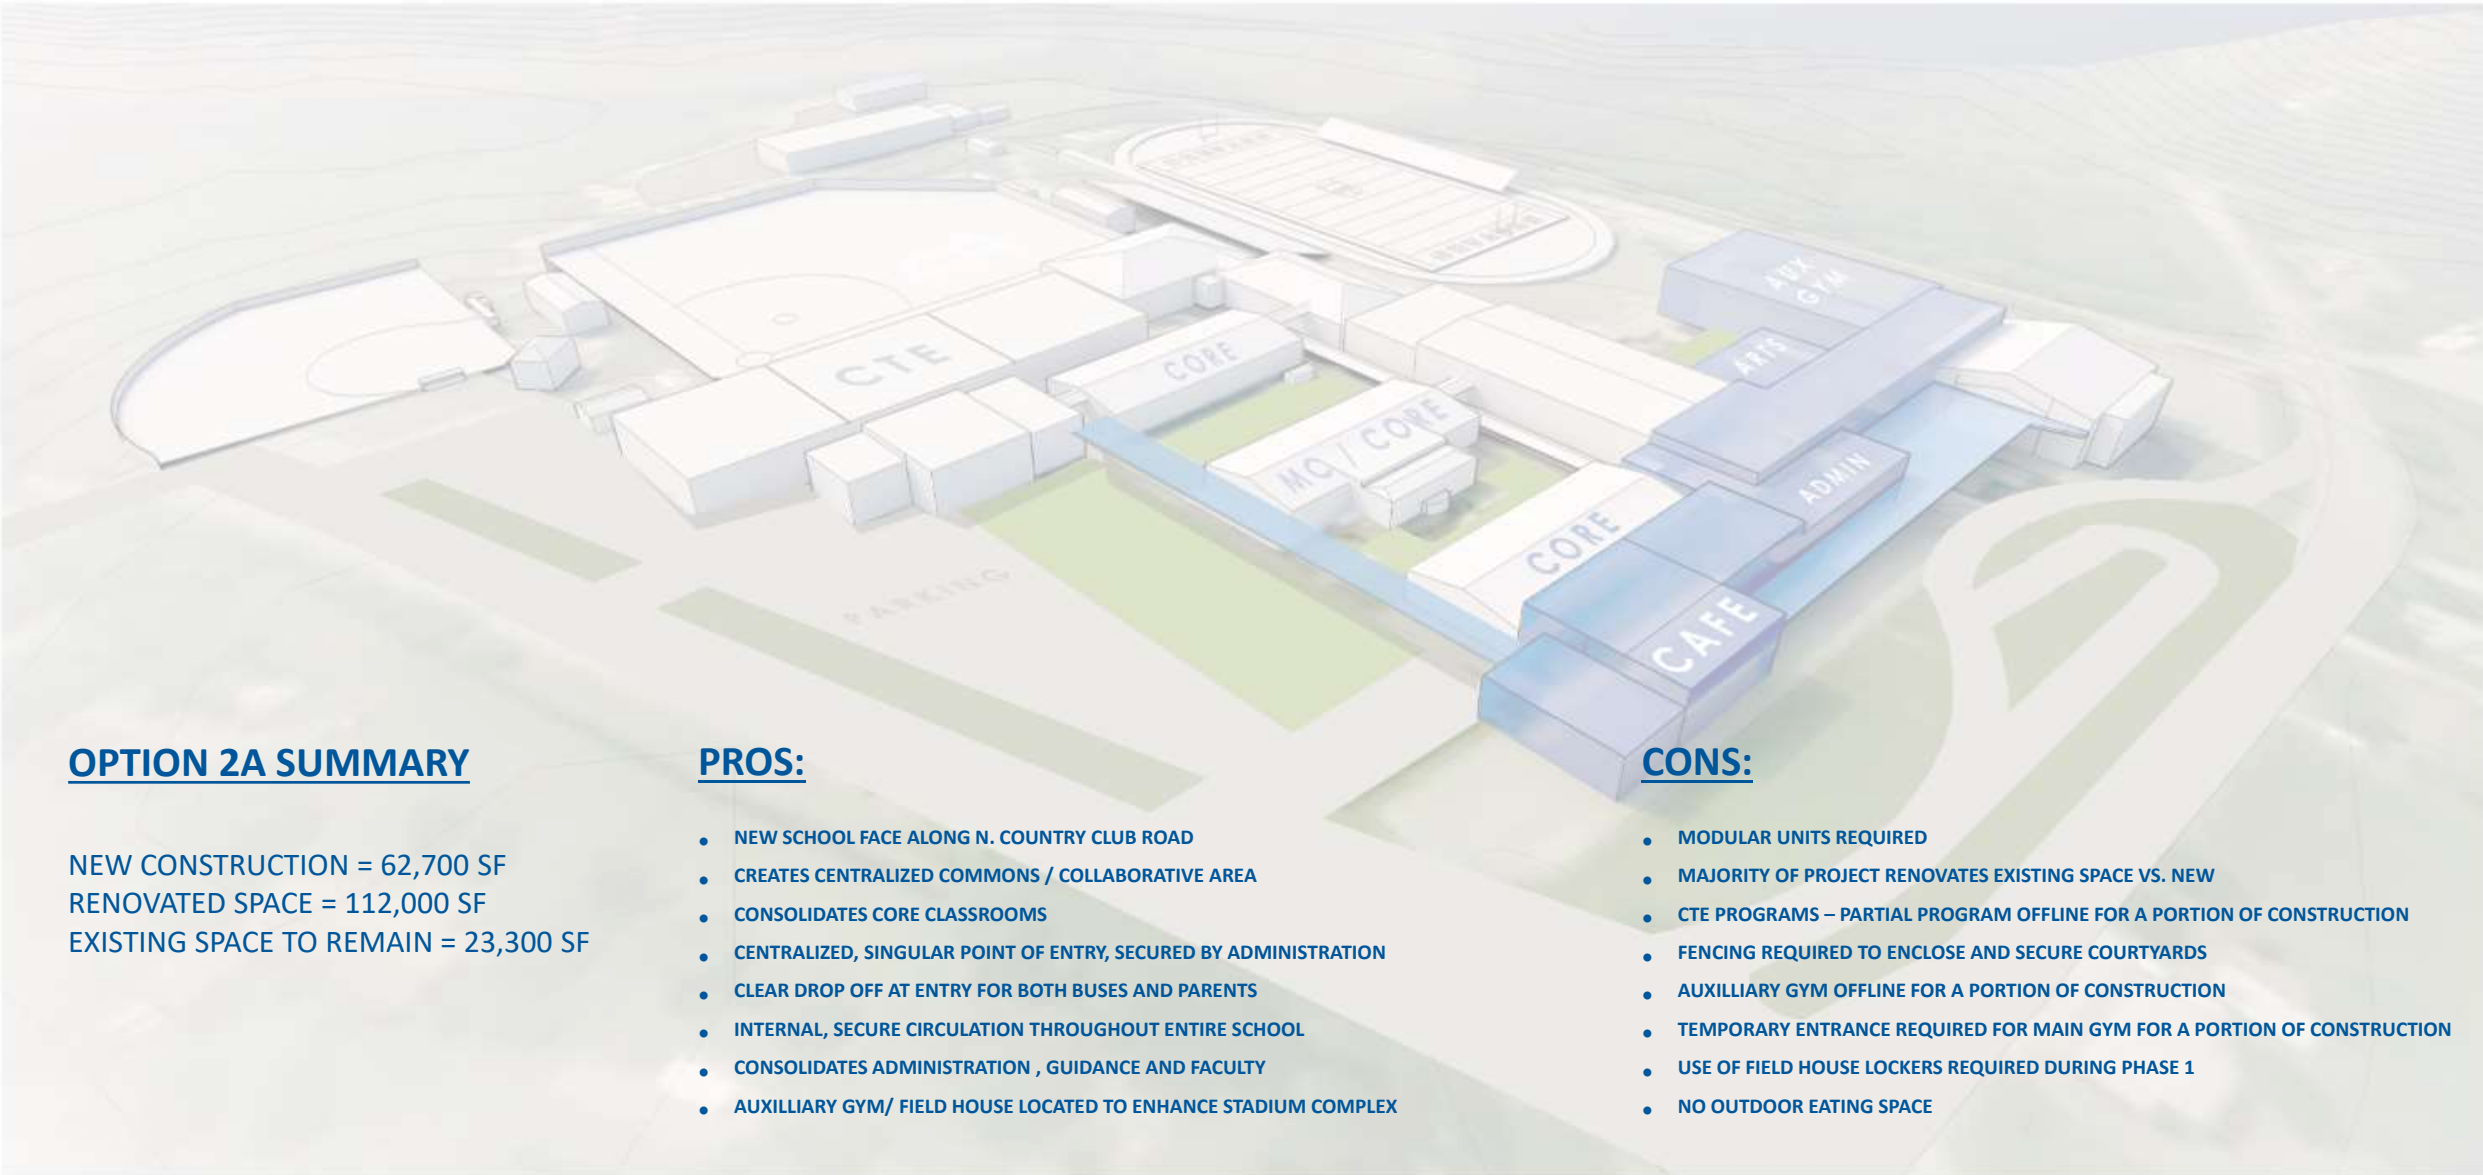 AUX.
GYM
ARTS
CTE
CORE
MC / CORE
ADMIN
CORE
CAFE
PARKING
OPTION 2A SUMMARY
NEW CONSTRUCTION = 62,700 SF
RENOVATED SPACE = 112,000 SF
EXISTING SPACE TO REMAIN = 23,300 SF
PROS:
• NEW SCHOOL FACE ALONG N. COUNTRY CLUB ROAD
• CREATES CENTRALIZED COMMONS / COLLABORATIVE AREA
• CONSOLIDATES CORE CLASSROOMS
• CENTRALIZED, SINGULAR POINT OF ENTRY, SECURED BY ADMINISTRATION
• CLEAR DROP OFF AT ENTRY FOR BOTH BUSES AND PARENTS
• INTERNAL, SECURE CIRCULATION THROUGHOUT ENTIRE SCHOOL
• CONSOLIDATES ADMINISTRATION , GUIDANCE AND FACULTY
• AUXILLIARY GYM/ FIELD HOUSE LOCATED TO ENHANCE STADIUM COMPLEX
CONS:
• MODULAR UNITS REQUIRED
• MAJORITY OF PROJECT RENOVATES EXISTING SPACE VS. NEW
• CTE PROGRAMS – PARTIAL PROGRAM OFFLINE FOR A PORTION OF CONSTRUCTION
• FENCING REQUIRED TO ENCLOSE AND SECURE COURTYARDS
• AUXILLIARY GYM OFFLINE FOR A PORTION OF CONSTRUCTION
• TEMPORARY ENTRANCE REQUIRED FOR MAIN GYM FOR A PORTION OF CONSTRUCTION
• USE OF FIELD HOUSE LOCKERS REQUIRED DURING PHASE 1
• NO OUTDOOR EATING SPACE